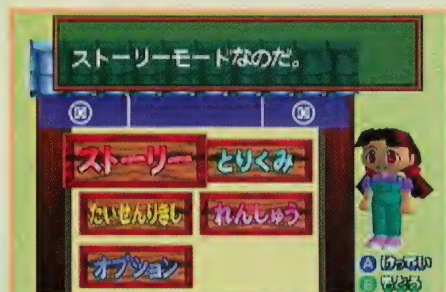 ストーリーモードなのだ。
ストーリー とりくみ
たいせんりきし れんしゅう
オプション
A けってい
B もどる